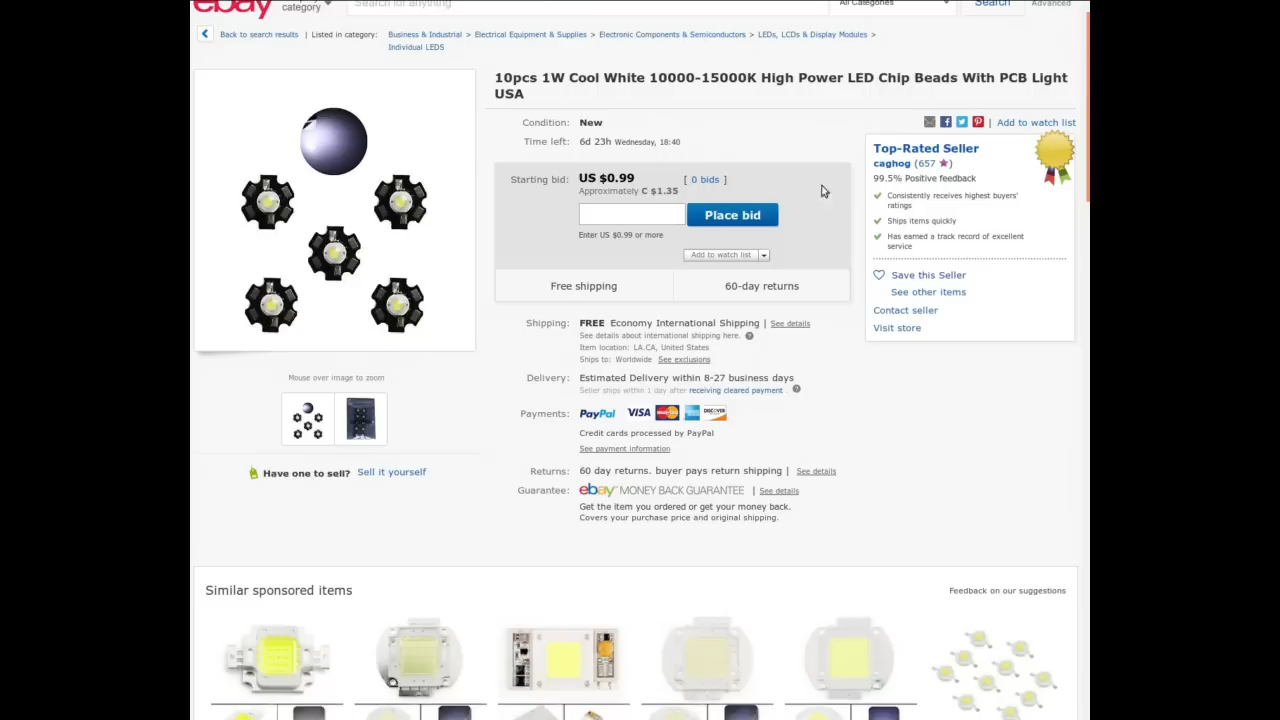 ebay
category
Search for anything
All Categories
Search
Advanced
Back to search results | Listed in category: Business & Industrial > Electrical Equipment & Supplies > Electronic Components & Semiconductors > LEDs, LCDs & Display Modules >
Individual LEDS
10pcs 1W Cool White 10000-15000K High Power LED Chip Beads With PCB Light
USA
Condition: New
| Add to watch list
Time left: 6d 23h Wednesday, 18:40
Starting bid: US $0.99 [ 0 bids ]
Approximately C $1.35
Place bid
Enter US $0.99 or more
Add to watch list
Free shipping 60-day returns
Top-Rated Seller
caghog (657 )
99.5% Positive feedback
Consistently receives highest buyers'
ratings
Ships items quickly
Has earned a track record of excellent
service
Save this Seller
See other items
Contact seller
Visit store
Shipping: FREE Economy International Shipping | See details
See details about international shipping here. ?
Item location: LA.CA, United States
Ships to: Worldwide See exclusions
Delivery: Estimated Delivery within 8-27 business days
Seller ships within 1 day after receiving cleared payment . ?
Payments: PayPal VISA MasterCard DISCOVER
Credit cards processed by PayPal
See payment information
Returns: 60 day returns. buyer pays return shipping | See details
Guarantee: ebay MONEY BACK GUARANTEE | See details
Get the item you ordered or get your money back.
Covers your purchase price and original shipping.
Mouse over image to zoom
Have one to sell? Sell it yourself
Similar sponsored items
Feedback on our suggestions